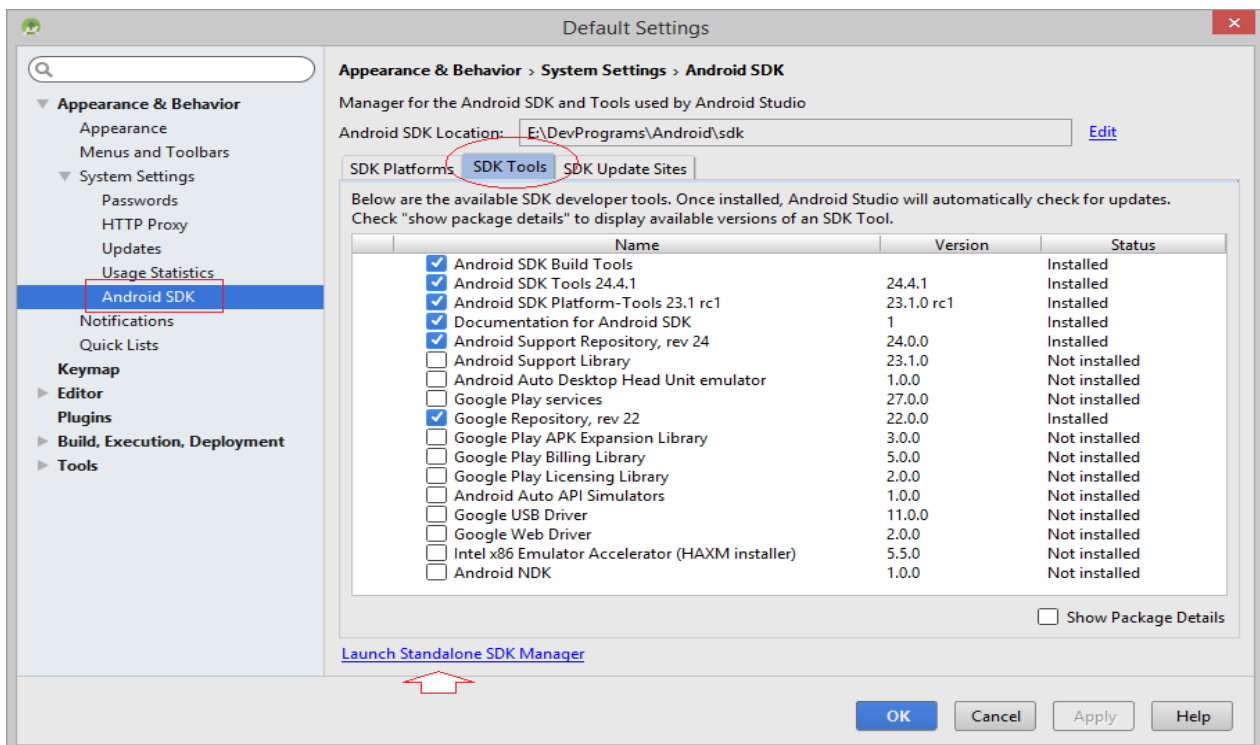 Default Settings
Appearance & Behavior
Appearance
Menus and Toolbars
System Settings
Passwords
HTTP Proxy
Updates
Usage Statistics
Android SDK
Notifications
Quick Lists
Keymap
Editor
Plugins
Build, Execution, Deployment
Tools
Appearance & Behavior › System Settings › Android SDK
Manager for the Android SDK and Tools used by Android Studio
Android SDK Location: E:\DevPrograms\Android\sdk Edit
SDK Platforms SDK Tools SDK Update Sites
Below are the available SDK developer tools. Once installed, Android Studio will automatically check for updates.
Check "show package details" to display available versions of an SDK Tool.
Name Version Status
Android SDK Build Tools Installed
Android SDK Tools 24.4.1 24.4.1 Installed
Android SDK Platform-Tools 23.1 rc1 23.1.0 rc1 Installed
Documentation for Android SDK 1 Installed
Android Support Repository, rev 24 24.0.0 Installed
Android Support Library 23.1.0 Not installed
Android Auto Desktop Head Unit emulator 1.0.0 Not installed
Google Play services 27.0.0 Not installed
Google Repository, rev 22 22.0.0 Installed
Google Play APK Expansion Library 3.0.0 Not installed
Google Play Billing Library 5.0.0 Not installed
Google Play Licensing Library 2.0.0 Not installed
Android Auto API Simulators 1.0.0 Not installed
Google USB Driver 11.0.0 Not installed
Google Web Driver 2.0.0 Not installed
Intel x86 Emulator Accelerator (HAXM installer) 5.5.0 Not installed
Android NDK 1.0.0 Not installed
Show Package Details
Launch Standalone SDK Manager
OK Cancel Apply Help